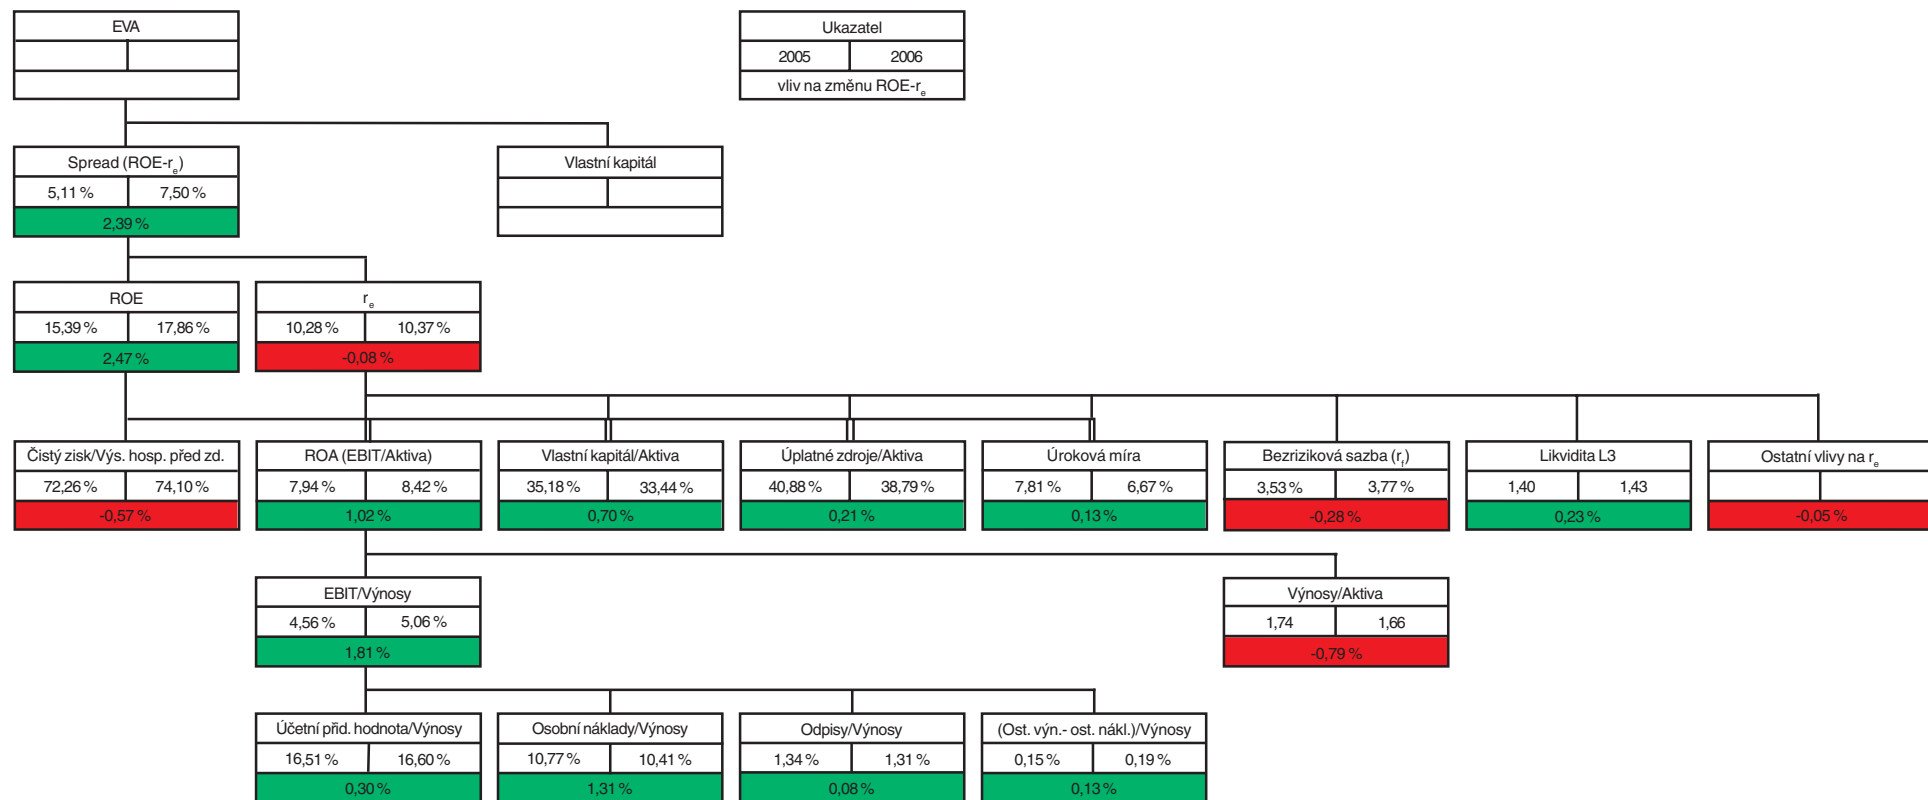 EVA
Ukazatel
2005 2006
vliv na změnu ROE-re
Spread (ROE-re)
5,11 % 7,50 %
2,39 %
Vlastní kapitál
ROE
15,39 % 17,86 %
2,47 %
re
10,28 % 10,37 %
-0,08 %
Čistý zisk/Výs. hosp. před zd.
72,26 % 74,10 %
-0,57 %
ROA (EBIT/Aktiva)
7,94 % 8,42 %
1,02 %
Vlastní kapitál/Aktiva
35,18 % 33,44 %
0,70 %
Úplatné zdroje/Aktiva
40,88 % 38,79 %
0,21 %
Úroková míra
7,81 % 6,67 %
0,13 %
Bezriziková sazba (rf)
3,53 % 3,77 %
-0,28 %
Likvidita L3
1,40 1,43
0,23 %
Ostatní vlivy na re
-0,05 %
EBIT/Výnosy
4,56 % 5,06 %
1,81 %
Výnosy/Aktiva
1,74 1,66
-0,79 %
Účetní přid. hodnota/Výnosy
16,51 % 16,60 %
0,30 %
Osobní náklady/Výnosy
10,77 % 10,41 %
1,31 %
Odpisy/Výnosy
1,34 % 1,31 %
0,08 %
(Ost. výn.- ost. nákl.)/Výnosy
0,15 % 0,19 %
0,13 %